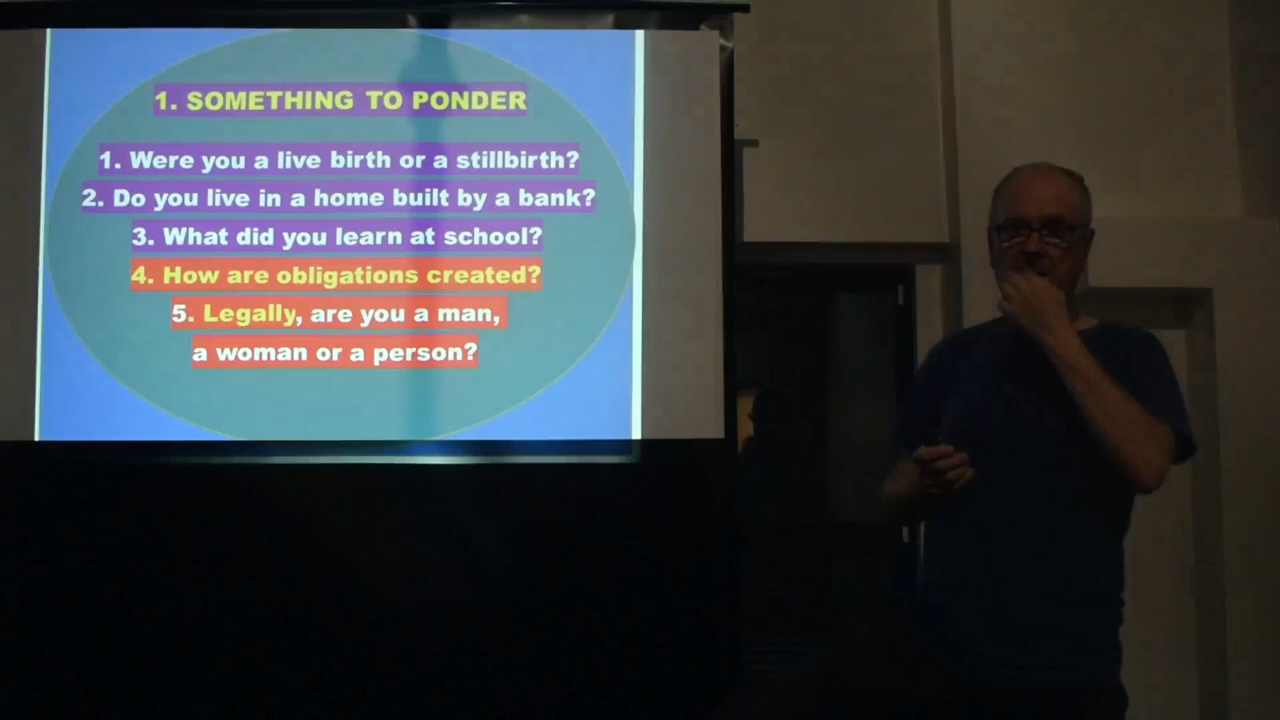 1. SOMETHING TO PONDER
1. Were you a live birth or a stillbirth?
2. Do you live in a home built by a bank?
3. What did you learn at school?
4. How are obligations created?
5. Legally, are you a man,
a woman or a person?